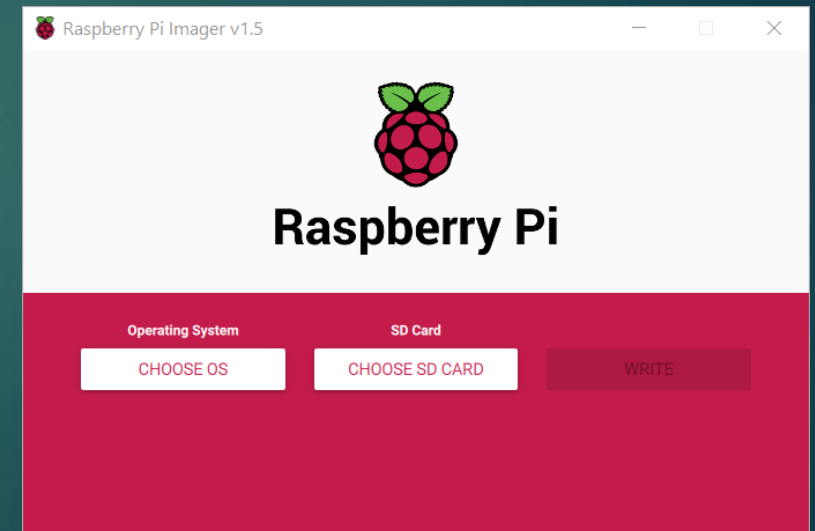 Raspberry Pi Imager v1.5
Raspberry Pi
Operating System
SD Card
CHOOSE OS
CHOOSE SD CARD
WRITE